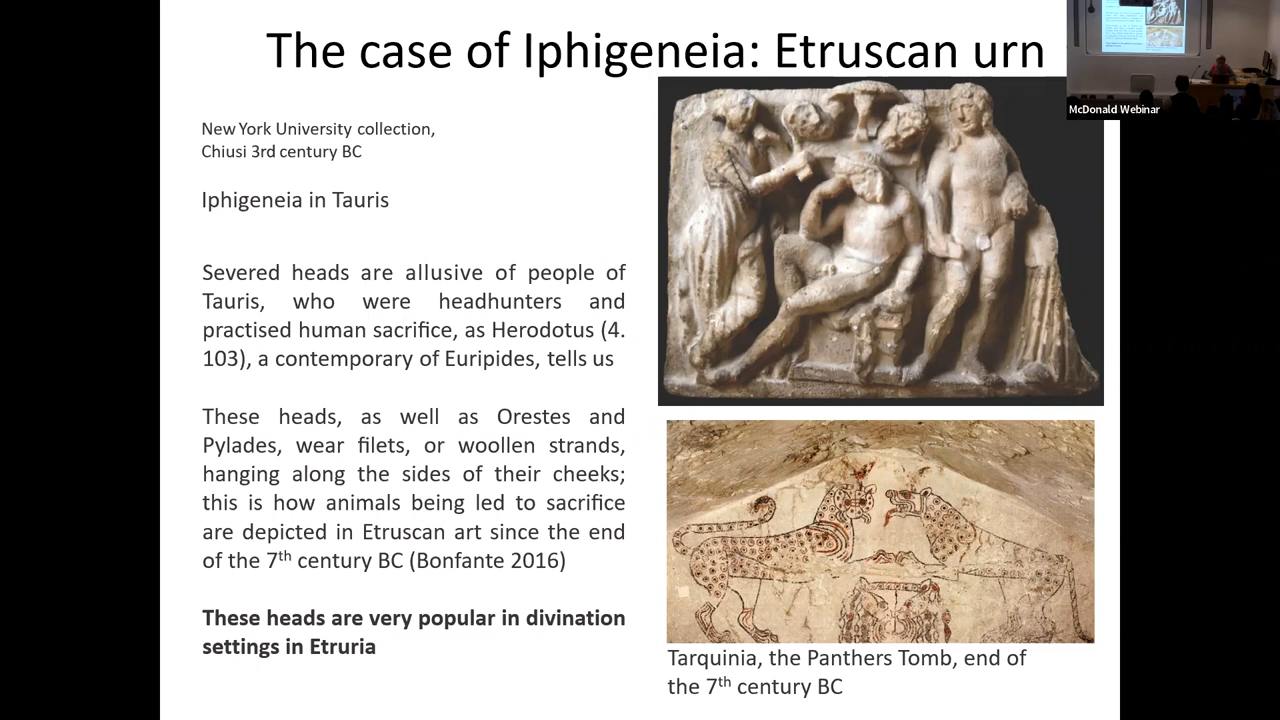 The case of Iphigeneia: Etruscan urn
McDonald Webinar
New York University collection,
Chiusi 3rd century BC
Iphigeneia in Tauris
Severed heads are allusive of people of
Tauris, who were headhunters and
practised human sacrifice, as Herodotus (4.
103), a contemporary of Euripides, tells us
These heads, as well as Orestes and
Pylades, wear filets, or woollen strands,
hanging along the sides of their cheeks;
this is how animals being led to sacrifice
are depicted in Etruscan art since the end
of the 7th century BC (Bonfante 2016)
These heads are very popular in divination
settings in Etruria
Tarquinia, the Panthers Tomb, end of
the 7th century BC